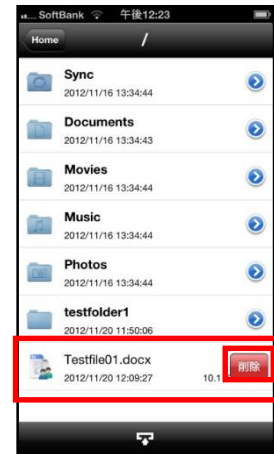 ... SoftBank 午後12:23
Home /
Sync
2012/11/16 13:34:44
Documents
2012/11/16 13:34:43
Movies
2012/11/16 13:34:44
Music
2012/11/16 13:34:44
Photos
2012/11/16 13:34:44
testfolder1
2012/11/20 11:50:06
Testfile01.docx
2012/11/20 12:09:27 10.1 削除